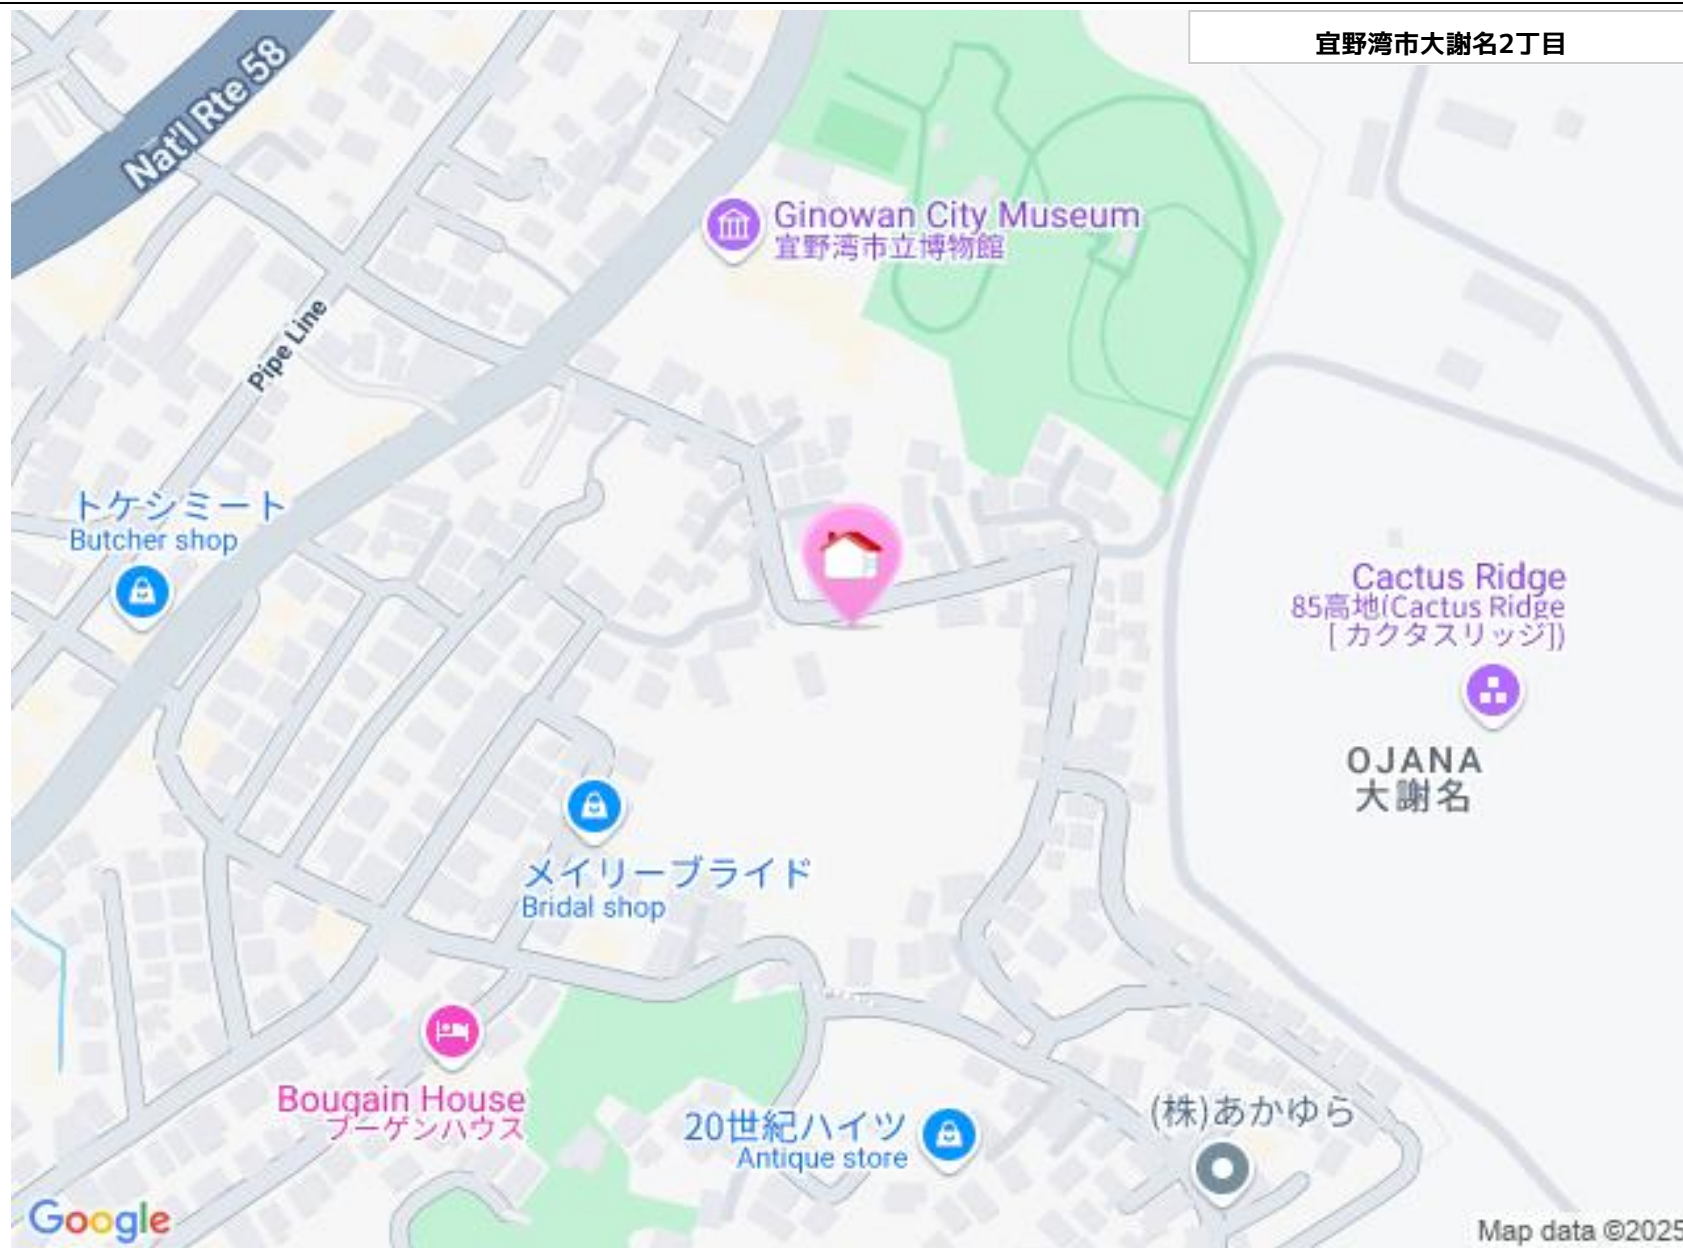 宜野湾市大謝名2丁目
Nat'l Rte 58
Ginowan City Museum
宜野湾市立博物館
Pipe Line
トケシミート
Butcher shop
Cactus Ridge
85高地(Cactus Ridge
[ カクタスリッジ])
OJANA
大謝名
メイリーブライド
Bridal shop
Bougain House
ブーゲンハウス
20世紀ハイツ
Antique store
(株)あかゆら
Google
Map data ©2025